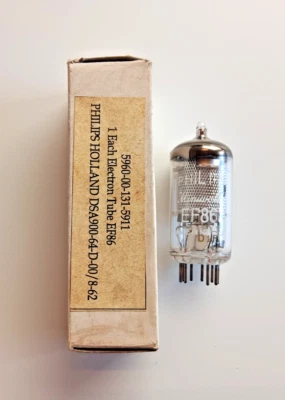 5960-00-131-5911
1 Each Electron Tube EF86
PHILIPS HOLLAND DSA900-64-D-00/8-62
EF86